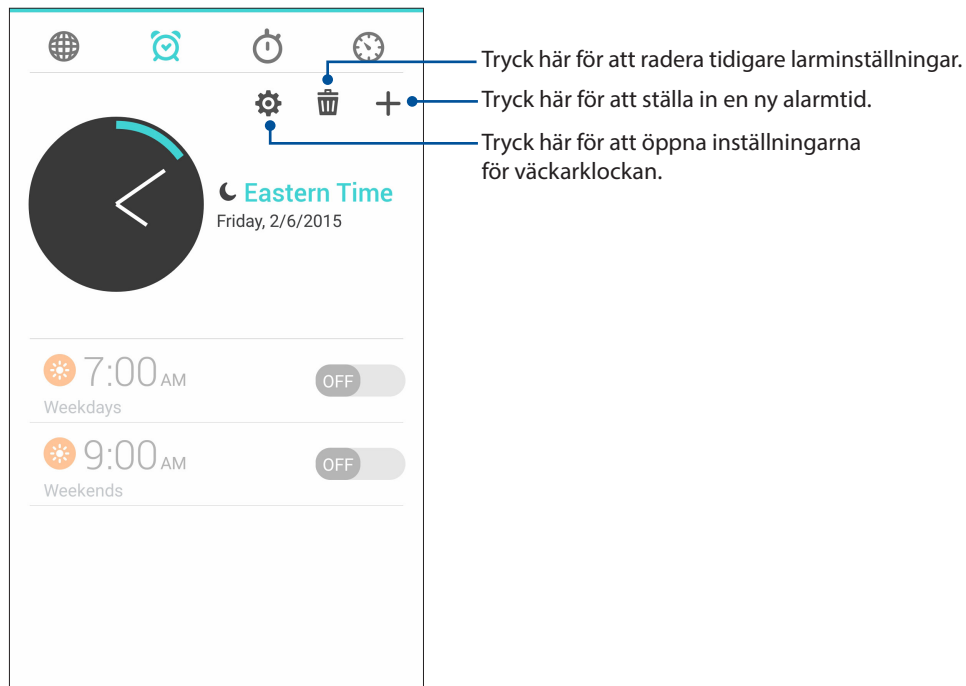 Tryck här för att radera tidigare larminställningar.
Tryck här för att ställa in en ny alarmtid.
Tryck här för att öppna inställningarna
för väckarklockan.
Eastern Time
Friday, 2/6/2015
7:00 AM
OFF
Weekdays
9:00 AM
OFF
Weekends